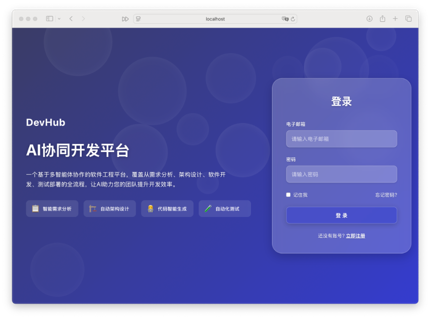 localhost
DevHub
AI协同开发平台
一个基于多智能体协作的软件工程平台，覆盖从需求分析、架构设计、软件开
发、测试部署的全流程，让AI助力您的团队提升开发效率。
智能需求分析
自动架构设计
代码智能生成
自动化测试
登录
电子邮箱
请输入电子邮箱
密码
请输入密码
记住我
忘记密码?
登 录
还没有账号? 立即注册